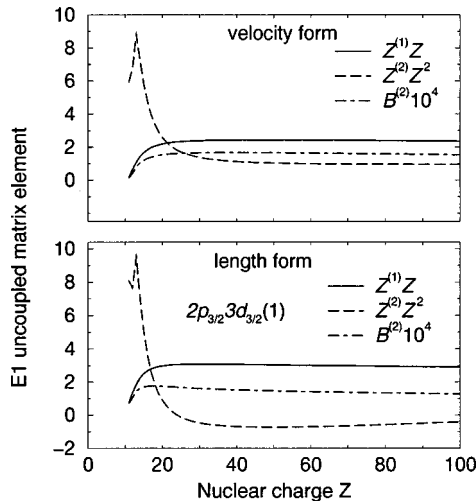 E1 uncoupled matrix element
10
8
6
4
2
0
velocity form
Z^(1)Z
Z^(2)Z^2
B^(2)10^4
10
8
6
4
2
0
−2
length form
2p_3/2 3d_3/2(1)
Z^(1)Z
Z^(2)Z^2
B^(2)10^4
0 20 40 60 80 100
Nuclear charge Z